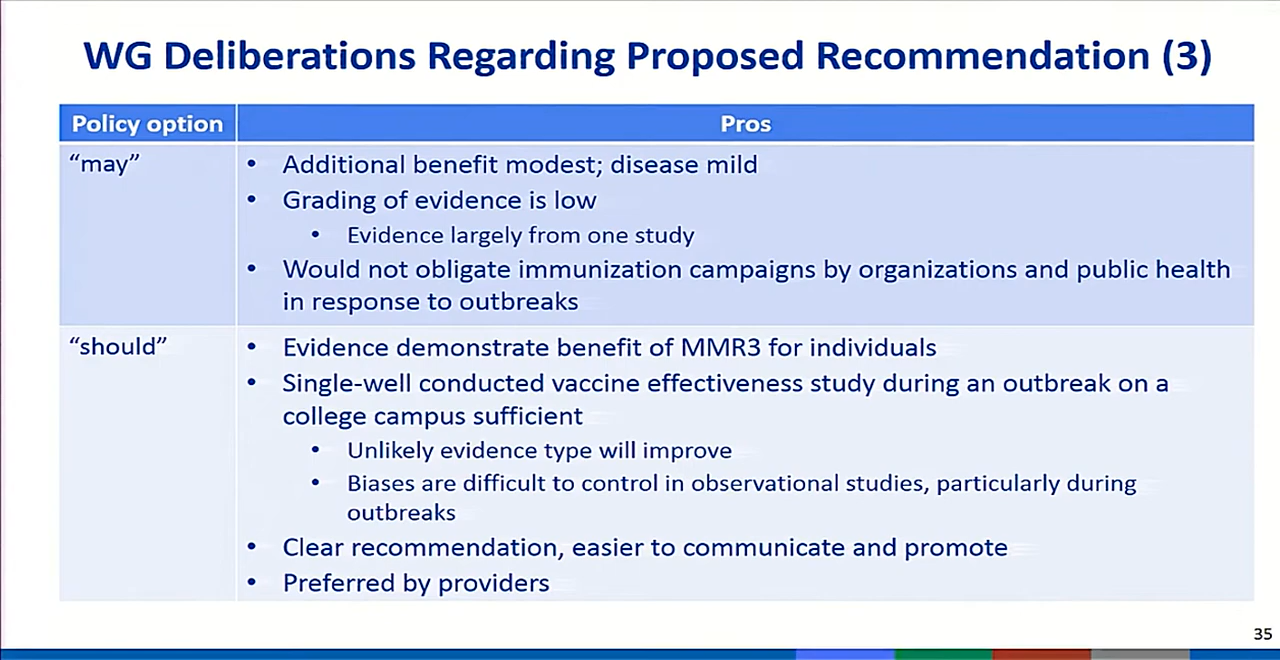 WG Deliberations Regarding Proposed Recommendation (3)
Policy option
Pros
“may”
• Additional benefit modest; disease mild
• Grading of evidence is low
• Evidence largely from one study
• Would not obligate immunization campaigns by organizations and public health
in response to outbreaks
“should”
• Evidence demonstrate benefit of MMR3 for individuals
• Single-well conducted vaccine effectiveness study during an outbreak on a
college campus sufficient
• Unlikely evidence type will improve
• Biases are difficult to control in observational studies, particularly during
outbreaks
• Clear recommendation, easier to communicate and promote
• Preferred by providers
35